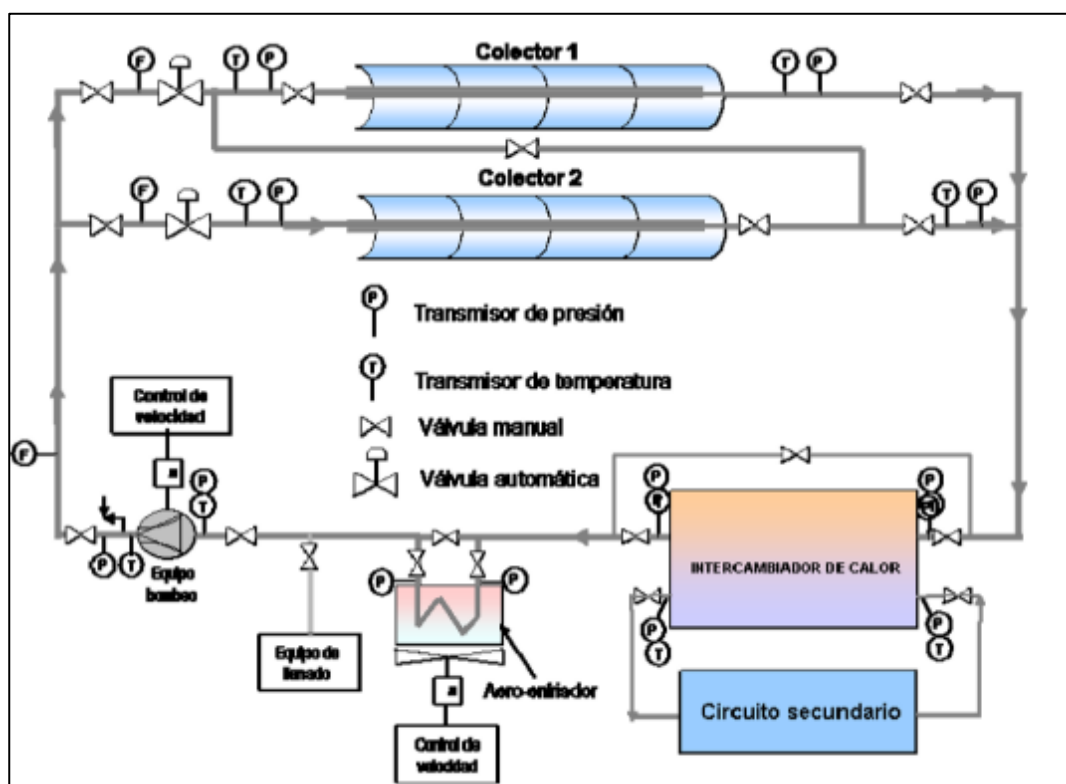 F
T
P
Colector 1
T
P
F
T
P
Colector 2
T
P
P
Transmisor de presión
T
Transmisor de temperatura
Válvula manual
Válvula automática
Control de
velocidad
F
P
T
P
T
Equipo
bombeo
P
P
Equipo de
llenado
Aero-enfriador
Control de
velocidad
P
P
INTERCAMBIADOR DE CALOR
P
T
P
T
Circuito secundario